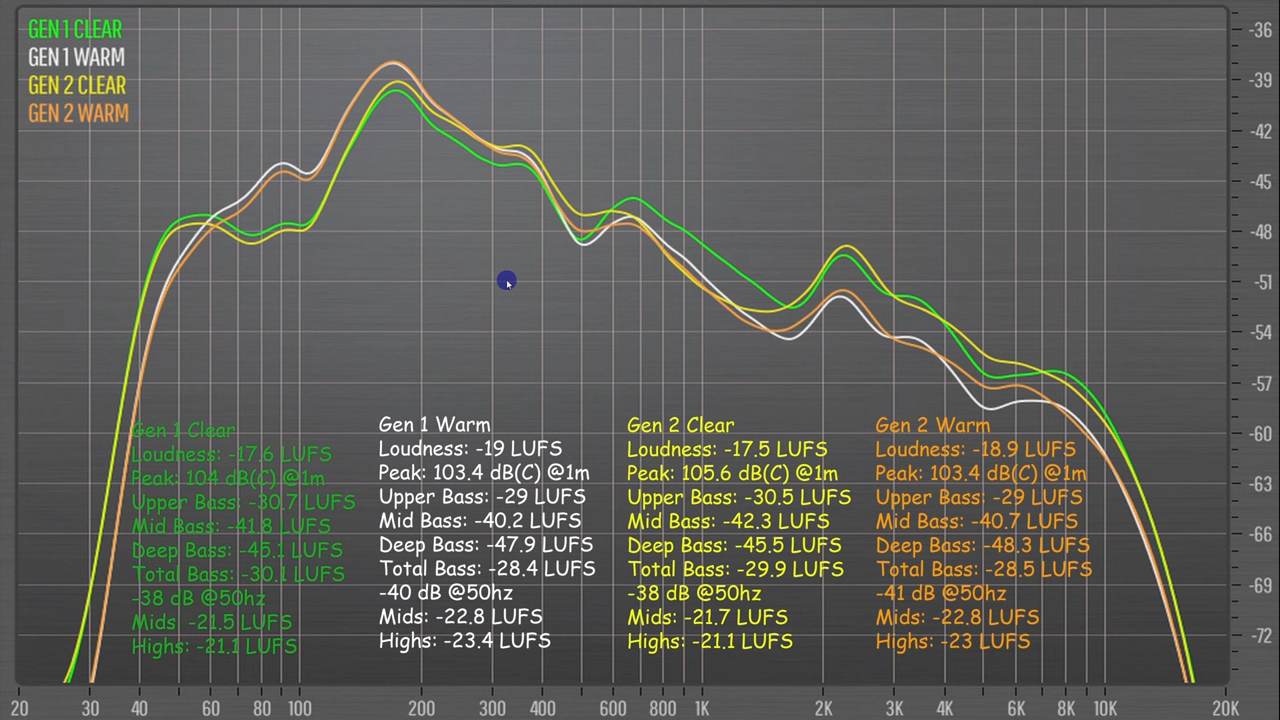 GEN 1 CLEAR
GEN 1 WARM
GEN 2 CLEAR
GEN 2 WARM
-36
-39
-42
-45
-48
-51
-54
-57
-60
-63
-66
-69
-72
Gen 1 Clear
Loudness: -17.6 LUFS
Peak: 104 dB(C) @1m
Upper Bass: -30.7 LUFS
Mid Bass: -41.8 LUFS
Deep Bass: -45.1 LUFS
Total Bass: -30.1 LUFS
-38 dB @50hz
Mids -21.5 LUFS
Highs: -21.1 LUFS
Gen 1 Warm
Loudness: -19 LUFS
Peak: 103.4 dB(C) @1m
Upper Bass: -29 LUFS
Mid Bass: -40.2 LUFS
Deep Bass: -47.9 LUFS
Total Bass: -28.4 LUFS
-40 dB @50hz
Mids: -22.8 LUFS
Highs: -23.4 LUFS
Gen 2 Clear
Loudness: -17.5 LUFS
Peak: 105.6 dB(C) @1m
Upper Bass: -30.5 LUFS
Mid Bass: -42.3 LUFS
Deep Bass: -45.5 LUFS
Total Bass: -29.9 LUFS
-38 dB @50hz
Mids: -21.7 LUFS
Highs: -21.1 LUFS
Gen 2 Warm
Loudness: -18.9 LUFS
Peak: 103.4 dB(C) @1m
Upper Bass: -29 LUFS
Mid Bass: -40.7 LUFS
Deep Bass: -48.3 LUFS
Total Bass: -28.5 LUFS
-41 dB @50hz
Mids: -22.8 LUFS
Highs: -23 LUFS
20 30 40 60 80 100 200 300 400 600 800 1K 2K 3K 4K 6K 8K 10K 20K